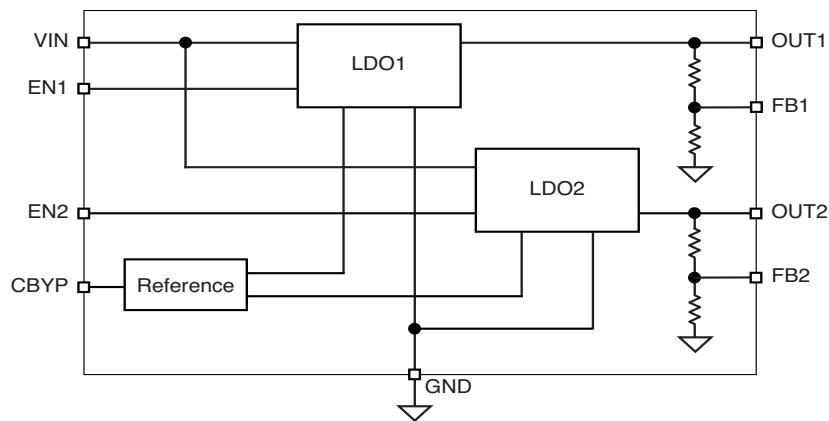 VIN
LDO1
OUT1
EN1
FB1
LDO2
EN2
OUT2
CBYP
Reference
FB2
GND